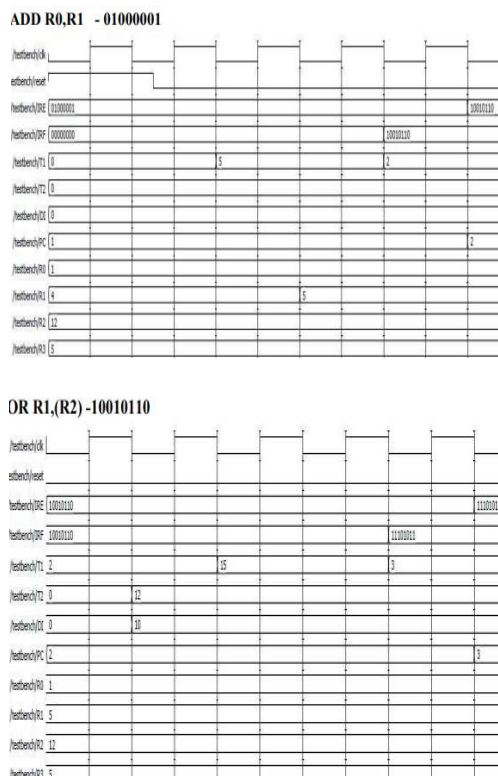 ADD R0,R1 - 01000001
/testbench/clk
estbench/reset
/testbench/IRE 01000001 10010110
/testbench/IRF 00000000 10010110
/testbench/T1 0 5 2
/testbench/T2 0
/testbench/DI 0
/testbench/PC 1 2
/testbench/R0 1
/testbench/R1 4 5
/testbench/R2 12
/testbench/R3 5
OR R1,(R2) -10010110
/testbench/clk
estbench/reset
/testbench/IRE 10010110 1110101
/testbench/IRF 10010110 11101011
/testbench/T1 2 15 3
/testbench/T2 0 12
/testbench/DI 0 10
/testbench/PC 2 3
/testbench/R0 1
/testbench/R1 5
/testbench/R2 12
/testbench/R3 5